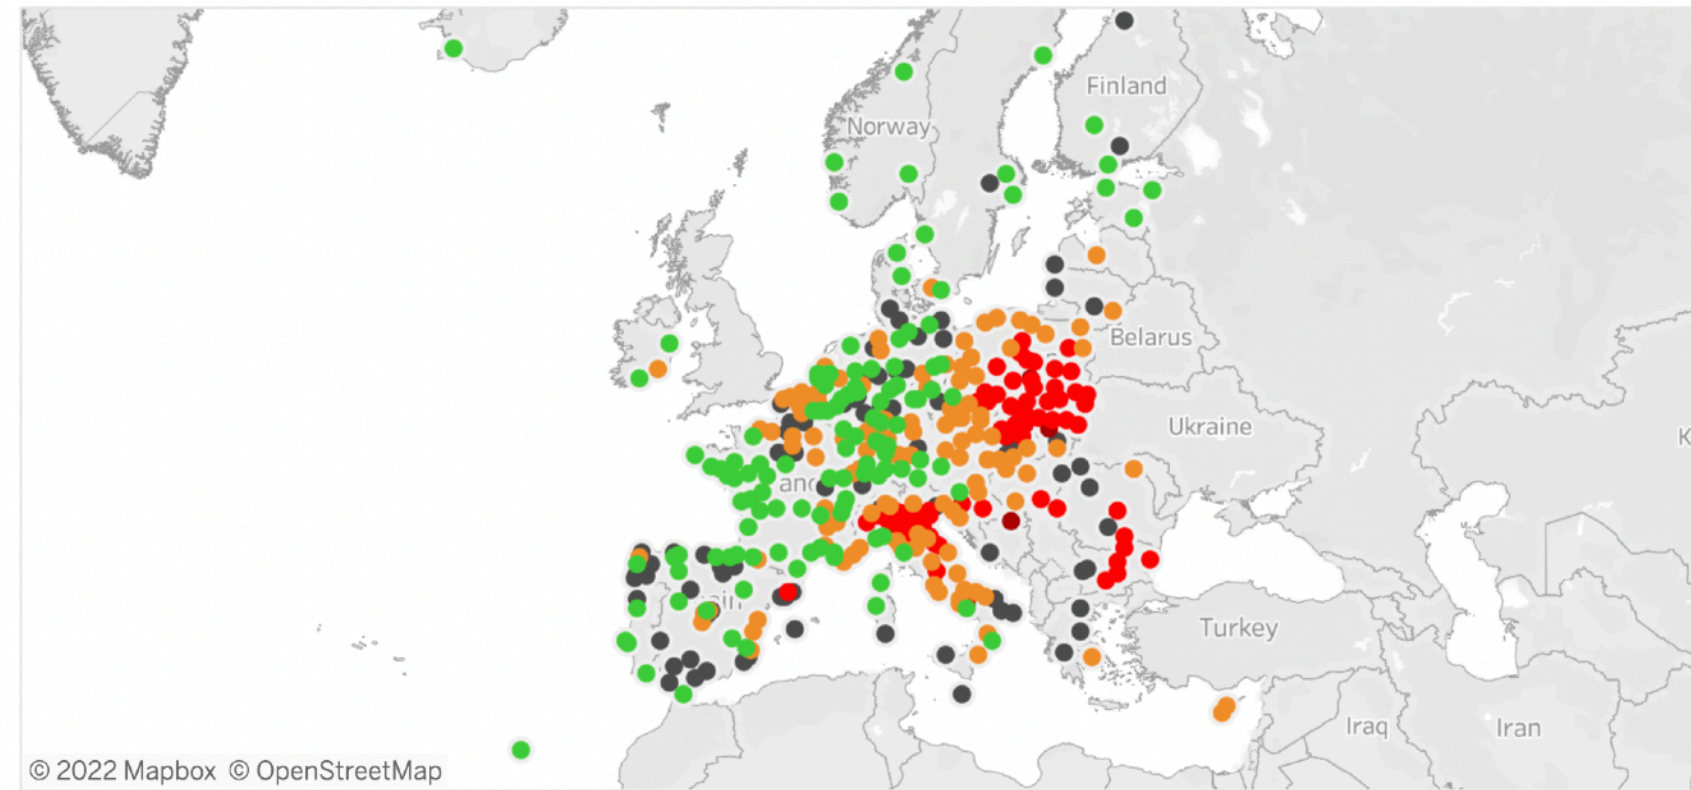 Finland
Norway
Belarus
Ukraine
Turkey
Iraq
Iran
© 2022 Mapbox © OpenStreetMap